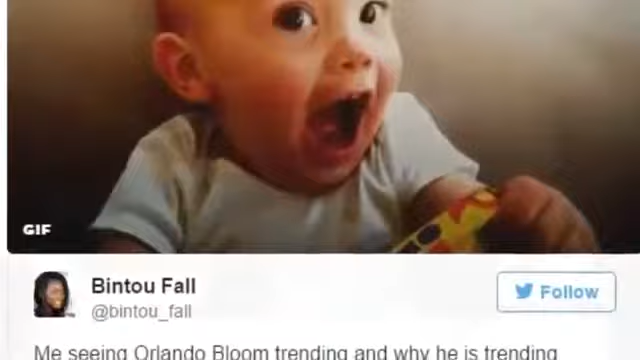 GIF
Bintou Fall
Follow
@bintou_fall
Me seeing Orlando Bloom trending and why he is trending